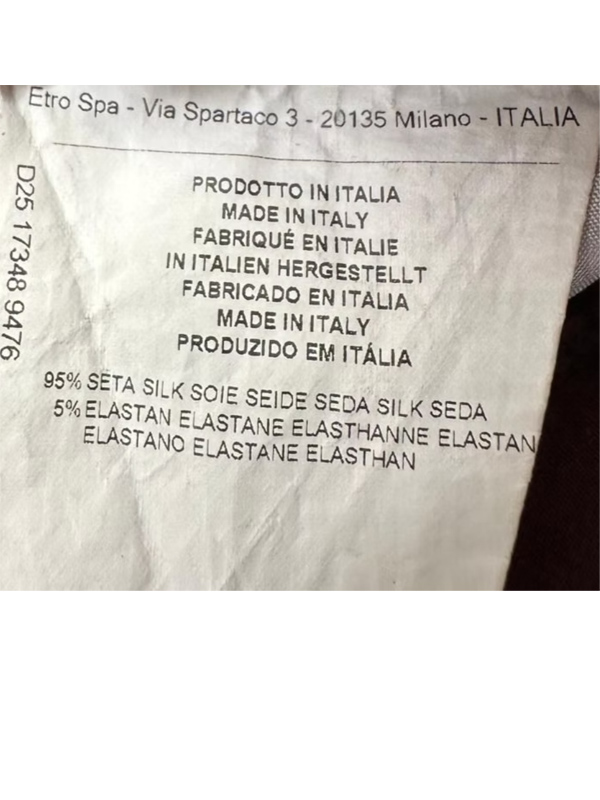 Etro Spa - Via Spartaco 3 - 20135 Milano - ITALIA
D25 17348 9476
PRODOTTO IN ITALIA
MADE IN ITALY
FABRIQUÉ EN ITALIE
IN ITALIEN HERGESTELLT
FABRICADO EN ITALIA
MADE IN ITALY
PRODUZIDO EM ITÁLIA
95% SETA SILK SOIE SEIDE SEDA SILK SEDA
5% ELASTAN ELASTANE ELASTHANNE ELASTAN
ELASTANO ELASTANE ELASTHAN